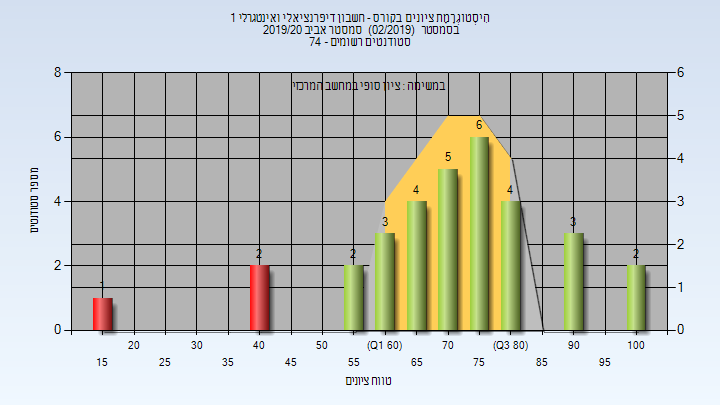 היסטוגרמת ציונים בקורס - חשבון דיפרנציאלי ואינטגרלי 1
בסמסטר (02/2019) סמסטר אביב 2019/20
סטודנטים רשומים - 74
במשימה : ציון סופי במחשב המרכזי
מספר סטודנטים
8
6
4
2
0
6
5
4
3
2
1
0
1
2
2
3
4
5
6
4
3
2
20 30 40 50 (Q1 60) 70 (Q3 80) 90 100
15 25 35 45 55 65 75 85 95
טווח ציונים